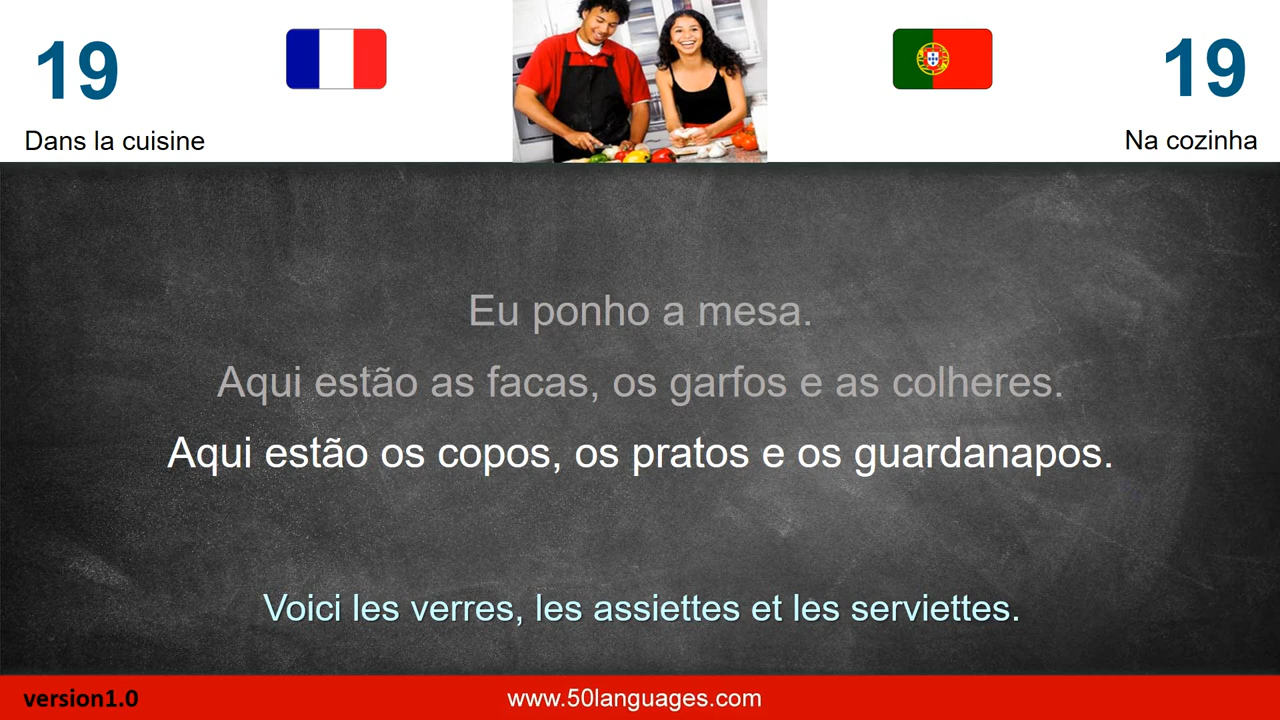 19
19
Dans la cuisine
Na cozinha
Eu ponho a mesa.
Aqui estão as facas, os garfos e as colheres.
Aqui estão os copos, os pratos e os guardanapos.
Voici les verres, les assiettes et les serviettes.
version1.0
www.50languages.com